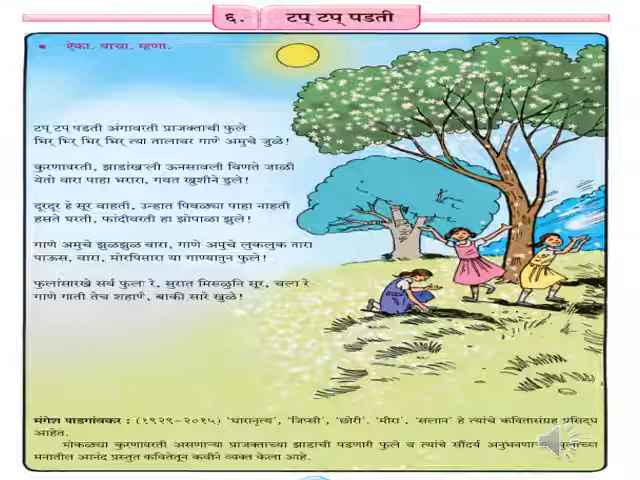 ६. टप् टप् पडती
ऐका. वाचा. म्हणा.
टप् टप् पडती अंगावरती प्राजक्ताची फुले
भिर् भिर् भिर् भिर् त्या तालावर गाणे अमुचे जुळे!
कुरणावरती, झाडांखाली ऊनसावली विणते जाळी
येतो वारा पाहा भरारा, गवत खुशीने डुले!
दूरदूर हे सूर वाहती, उन्हात पिवळ्या पाहा नाहती
हसते धरती, फांदीवरती हा झोपाळा झुले!
गाणे अमुचे झुळझुळ वारा, गाणे अमुचे लुकलुक तारा
पाऊस, वारा, मोरपिसारा या गाण्यातुन फुले!
फुलांसारखे सर्व फुला रे, सुरात मिसळुनि सूर, चला रे
गाणे गाती तेच शहाणे, बाकी सारे खुळे!
मंगेश पाडगांवकर : (१९२९-२०१५) 'धारानृत्य', 'जिप्सी', 'छोरी'. 'मीरा', 'सलाम' हे त्यांचे कवितासंग्रह प्रसिद्ध
आहेत.
मोकळ्या कुरणावरती असणाऱ्या प्राजक्ताच्या झाडाची पडणारी फुले व त्यांचे सौंदर्य
मनातील आनंद प्रस्तुत कवितेतून कवीने व्यक्त केला आहे.